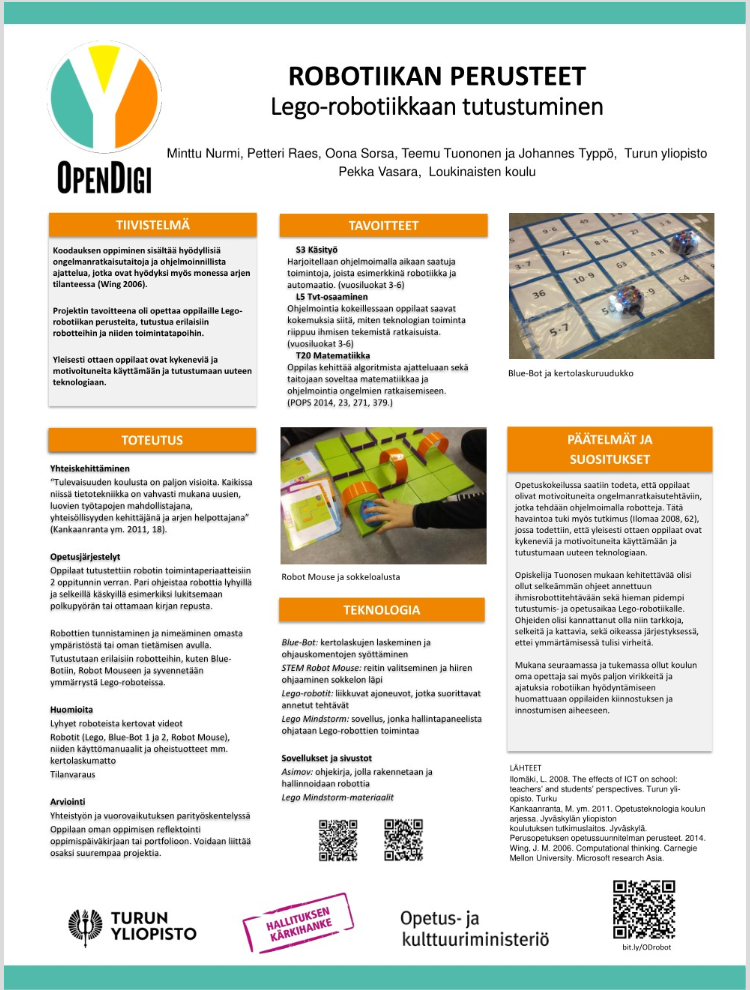 ROBOTIIKAN PERUSTEET
Lego-robotiikkaan tutustuminen
Minttu Nurmi, Petteri Raes, Oona Sorsa, Teemu Tuononen ja Johannes Typpö, Turun yliopisto
Pekka Vasara, Loukinaisten koulu
OPENDIGI
TIIVISTELMÄ
Koodauksen oppiminen sisältää hyödyllisiä
ongelmanratkaisutaitoja ja ohjelmoinnillista
ajattelua, jotka ovat hyödyksi myös monessa arjen
tilanteessa (Wing 2006).
Projektin tavoitteena oli opettaa oppilaille Lego-
robotiikan perusteita, tutustua erilaisiin
robotteihin ja niiden toimintatapoihin.
Yleisesti ottaen oppilaat ovat kykeneviä ja
motivoituneita käyttämään ja tutustumaan uuteen
teknologiaan.
TOTEUTUS
Yhteiskehittäminen
”Tulevaisuuden koulusta on paljon visioita. Kaikissa
niissä tietotekniikka on vahvasti mukana uusien,
luovien työtapojen mahdollistajana,
yhteisöllisyyden kehittäjänä ja arjen helpottajana”
(Kankaanranta ym. 2011, 18).
Opetusjärjestelyt
Oppilaat tutustettiin robotin toimintaperiaatteisiin
2 oppitunnin verran. Pari ohjeistaa robottia lyhyillä
ja selkeillä käskyillä esimerkiksi lukitsemaan
polkupyörän tai ottamaan kirjan repusta.
Robottien tunnistaminen ja nimeäminen omasta
ympäristöstä tai oman tietämisen avulla.
Tutustutaan erilaisiin robotteihin, kuten Blue-
Botiin, Robot Mouseen ja syvennetään
ymmärrystä Lego-roboteissa.
Huomioita
Lyhyet roboteista kertovat videot
Robotit (Lego, Blue-Bot 1 ja 2, Robot Mouse),
niiden käyttömanuaalit ja oheistuotteet mm.
kertolaskumatto
Tilanvaraus
Arviointi
Yhteistyön ja vuorovaikutuksen parityöskentelyssä
Oppilaan oman oppimisen reflektointi
oppimispäiväkirjaan tai portfolioon. Voidaan liittää
osaksi suurempaa projektia.
TAVOITTEET
S3 Käsityö
Harjoitellaan ohjelmoimalla aikaan saatuja
toimintoja, joista esimerkkinä robotiikka ja
automaatio. (vuosiluokat 3-6)
L5 Tvt-osaaminen
Ohjelmointia kokeillessaan oppilaat saavat
kokemuksia siitä, miten teknologian toiminta
riippuu ihmisen tekemistä ratkaisuista.
(vuosiluokat 3-6)
T20 Matematiikka
Oppilas kehittää algoritmista ajatteluaan sekä
taitojaan soveltaa matematiikkaa ja
ohjelmointia ongelmien ratkaisemiseen.
(POPS 2014, 23, 271, 379.)
Robot Mouse ja sokkeloalusta
TEKNOLOGIA
Blue-Bot: kertolaskujen laskeminen ja
ohjauskomentojen syöttäminen
STEM Robot Mouse: reitin valitseminen ja hiiren
ohjaaminen sokkelon läpi
Lego-robotit: liikkuvat ajoneuvot, jotka suorittavat
annetut tehtävät
Lego Mindstorm: sovellus, jonka hallintapaneelista
ohjataan Lego-robottien toimintaa
Sovellukset ja sivustot
Asimov: ohjekirja, jolla rakennetaan ja
hallinnoidaan robottia
Lego Mindstorm-materiaalit
9·6
49
3·7
8·8
27
36
10·9
63
64
5·7
Blue-Bot ja kertolaskuruudukko
PÄÄTELMÄT JA
SUOSITUKSET
Opetuskokeilussa saatiin todeta, että oppilaat
olivat motivoituneita ongelmanratkaisutehtäviin,
jotka tehdään ohjelmoimalla robotteja. Tätä
havaintoa tuki myös tutkimus (Ilomaa 2008, 62),
jossa todettiin, että yleisesti ottaen oppilaat ovat
kykeneviä ja motivoituneita käyttämään ja
tutustumaan uuteen teknologiaan.
Opiskelija Tuonosen mukaan kehitettävää olisi
ollut selkeämmän ohjeet annettuun
ihmisrobottitehtävään sekä hieman pidempi
tutustumis- ja opetusaikaa Lego-robotiikalle.
Ohjeiden olisi kannattanut olla niin tarkkoja,
selkeitä ja kattavia, sekä oikeassa järjestyksessä,
ettei ymmärtämisessä tulisi virheitä.
Mukana seuraamassa ja tukemassa ollut koulun
oma opettaja sai myös paljon virikkeitä ja
ajatuksia robotiikan hyödyntämiseen
huomattuaan oppilaiden kiinnostuksen ja
innostumisen aiheeseen.
LÄHTEET
Ilomäki, L. 2008. The effects of ICT on school:
teachers' and students' perspectives. Turun yli-
opisto. Turku
Kankaanranta, M. ym. 2011. Opetusteknologia koulun
arjessa. Jyväskylän yliopiston
koulutuksen tutkimuslaitos. Jyväskylä.
Perusopetuksen opetussuunnitelman perusteet. 2014.
Wing, J. M. 2006. Computational thinking. Carnegie
Mellon University. Microsoft research Asia.
TURUN
YLIOPISTO
HALLITUKSEN
KÄRKIHANKE
Opetus- ja
kulttuuriministeriö
bit.ly/ODrobot